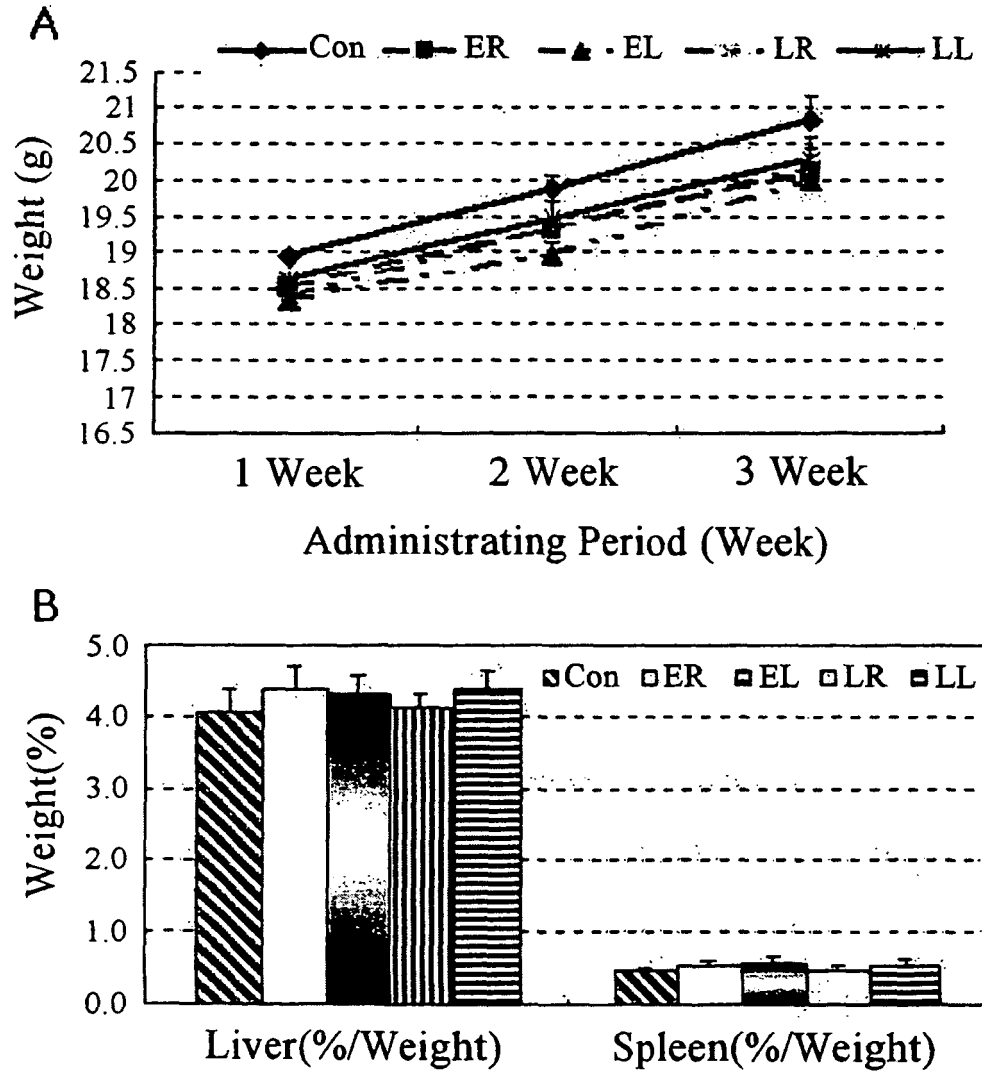 A
Con ER EL LR LL
21.5
21
20.5
20
19.5
19
18.5
18
17.5
17
16.5
Weight (g)
1 Week 2 Week 3 Week
Administrating Period (Week)
B
Con ER EL LR LL
5.0
4.0
3.0
2.0
1.0
0.0
Weight(%)
Liver(%/Weight) Spleen(%/Weight)